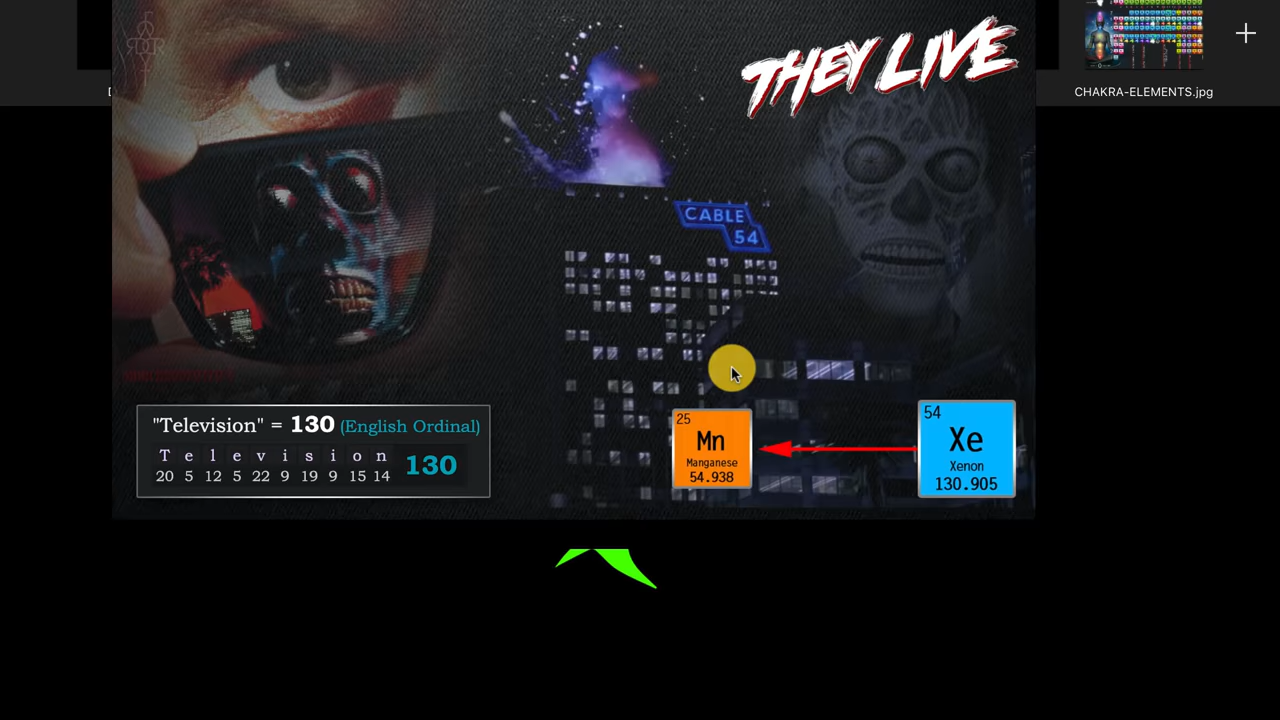 THEY LIVE
CHAKRA-ELEMENTS.jpg
CABLE
54
"Television" = 130 (English Ordinal)
T e l e v i s i o n
20 5 12 5 22 9 19 9 15 14
130
25
Mn
Manganese
54.938
54
Xe
Xenon
130.905